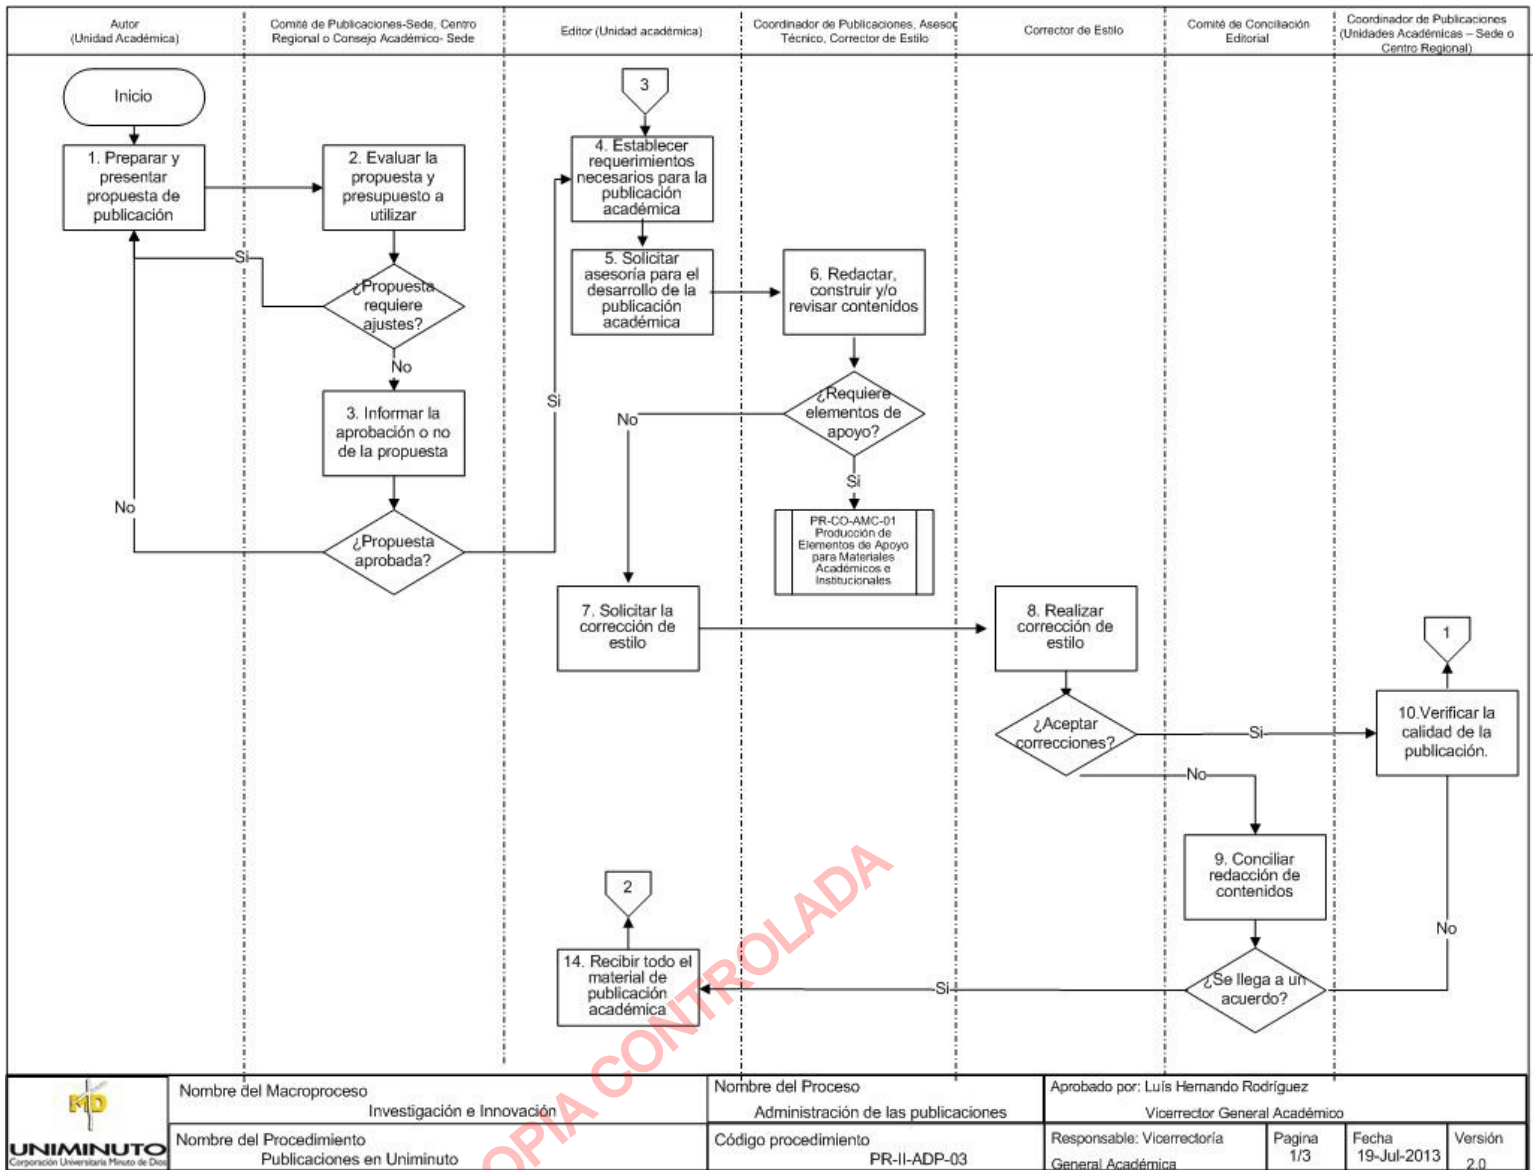 Autor
(Unidad Académica)
Comité de Publicaciones-Sede, Centro
Regional o Consejo Académico- Sede
Editor (Unidad académica)
Coordinador de Publicaciones, Asesor
Técnico, Corrector de Estilo
Corrector de Estilo
Comité de Conciliación
Editorial
Coordinador de Publicaciones
(Unidades Académicas – Sede o
Centro Regional)
Inicio
1. Preparar y
presentar
propuesta de
publicación
2. Evaluar la
propuesta y
presupuesto a
utilizar
Si
¿Propuesta
requiere
ajustes?
No
3. Informar la
aprobación o no
de la propuesta
No
¿Propuesta
aprobada?
Si
3
4. Establecer
requerimientos
necesarios para la
publicación
académica
5. Solicitar
asesoría para el
desarrollo de la
publicación
académica
6. Redactar,
construir y/o
revisar contenidos
¿Requiere
elementos de
apoyo?
No
Si
PR-CO-AMC-01
Producción de
Elementos de Apoyo
para Materiales
Académicos e
Institucionales
7. Solicitar la
corrección de
estilo
8. Realizar
corrección de
estilo
¿Aceptar
correcciones?
Si
No
1
10.Verificar la
calidad de la
publicación.
No
9. Conciliar
redacción de
contenidos
¿Se llega a un
acuerdo?
Si
2
14. Recibir todo el
material de
publicación
académica
OPIA CONTROLADA
MD
UNIMINUTO
Corporación Universitaria Minuto de Dios
Nombre del Macroproceso
Investigación e Innovación
Nombre del Proceso
Administración de las publicaciones
Aprobado por: Luís Hernando Rodríguez
Vicerrector General Académico
Nombre del Procedimiento
Publicaciones en Uniminuto
Código procedimiento
PR-II-ADP-03
Responsable: Vicerrectoría
General Académica
Pagina
1/3
Fecha
19-Jul-2013
Versión
2.0